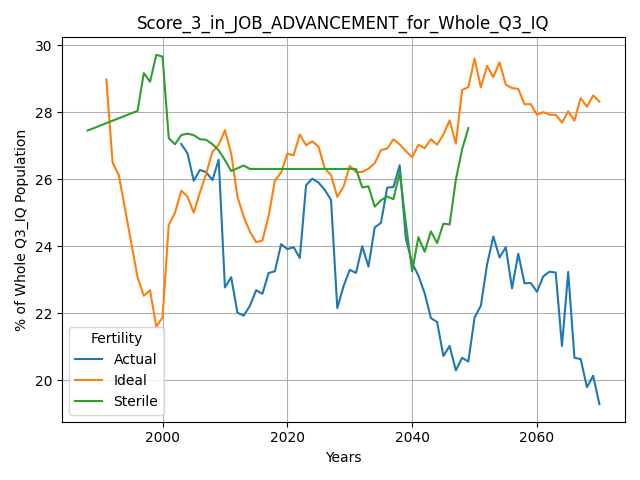 Score_3_in_JOB_ADVANCEMENT_for_Whole_Q3_IQ
% of Whole Q3_IQ Population
30
28
26
24
22
20
Fertility
Actual
Ideal
Sterile
2000 2020 2040 2060
Years